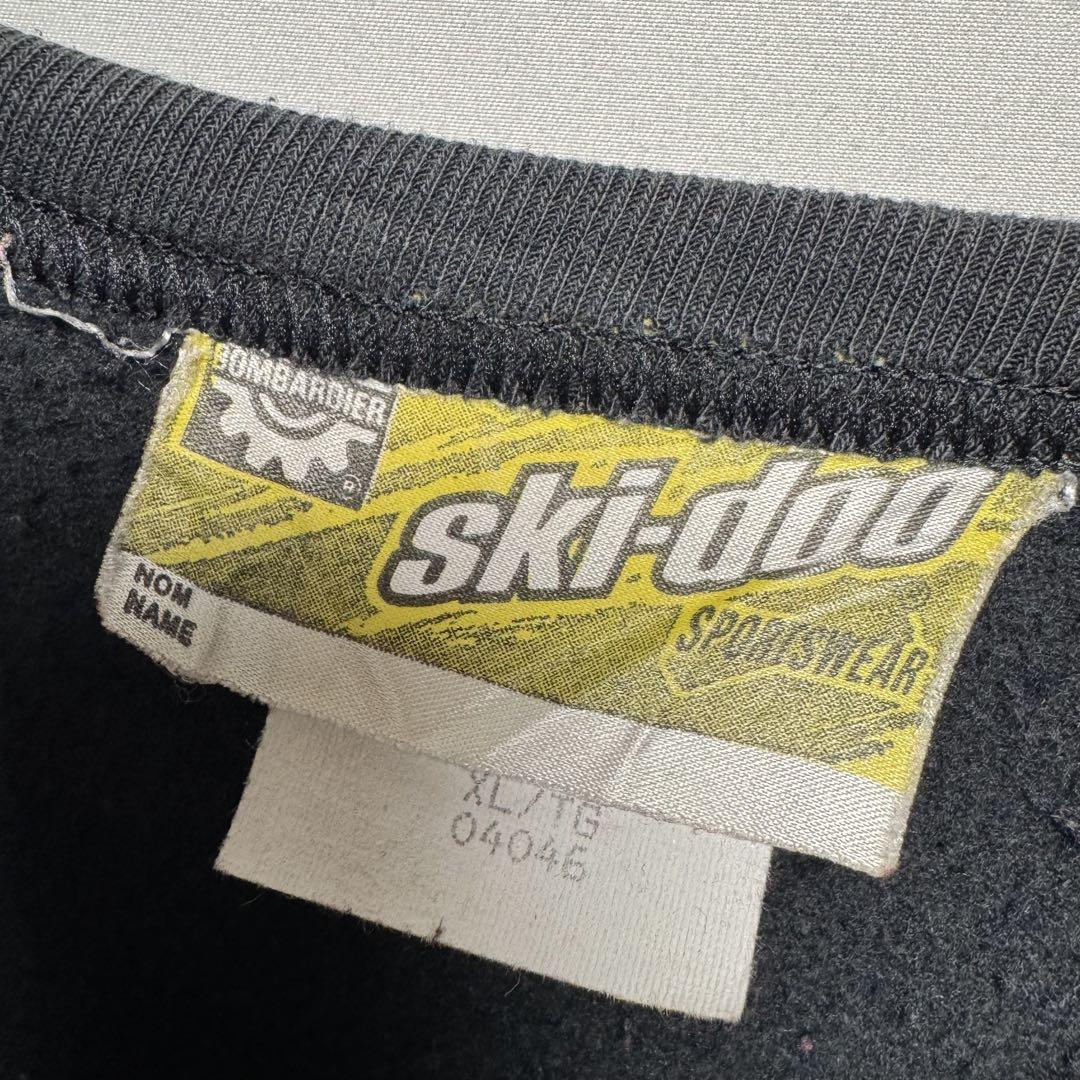 BOMBARDIER
®
ski-doo
®
SPORTSWEAR
NOM
NAME
XL/TG
04046